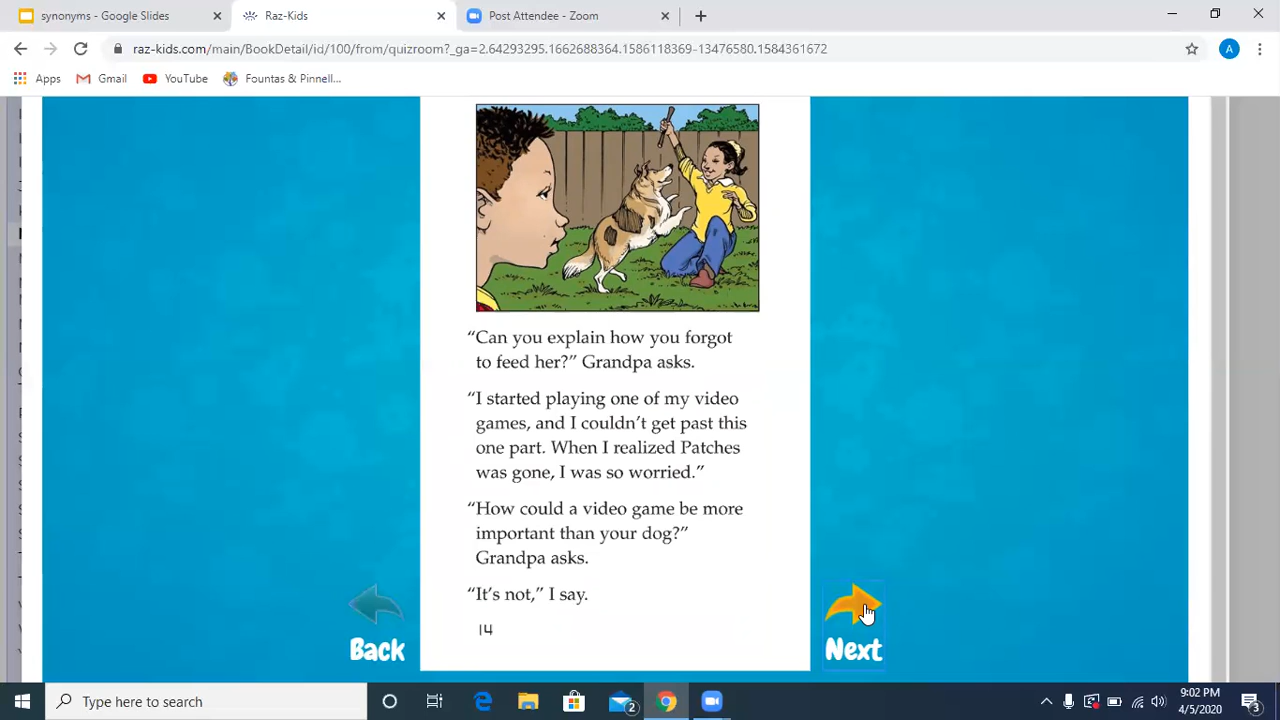 synonyms - Google Slides
Raz-Kids
Post Attendee - Zoom
raz-kids.com/main/BookDetail/id/100/from/quizroom?_ga=2.64293295.1662688364.1586118369-13476580.1584361672
A
Apps
Gmail
YouTube
Fountas & Pinnell...
“Can you explain how you forgot
to feed her?” Grandpa asks.
“I started playing one of my video
games, and I couldn’t get past this
one part. When I realized Patches
was gone, I was so worried.”
“How could a video game be more
important than your dog?”
Grandpa asks.
“It’s not,” I say.
14
Back
Next
Type here to search
2
9:02 PM
4/5/2020
3